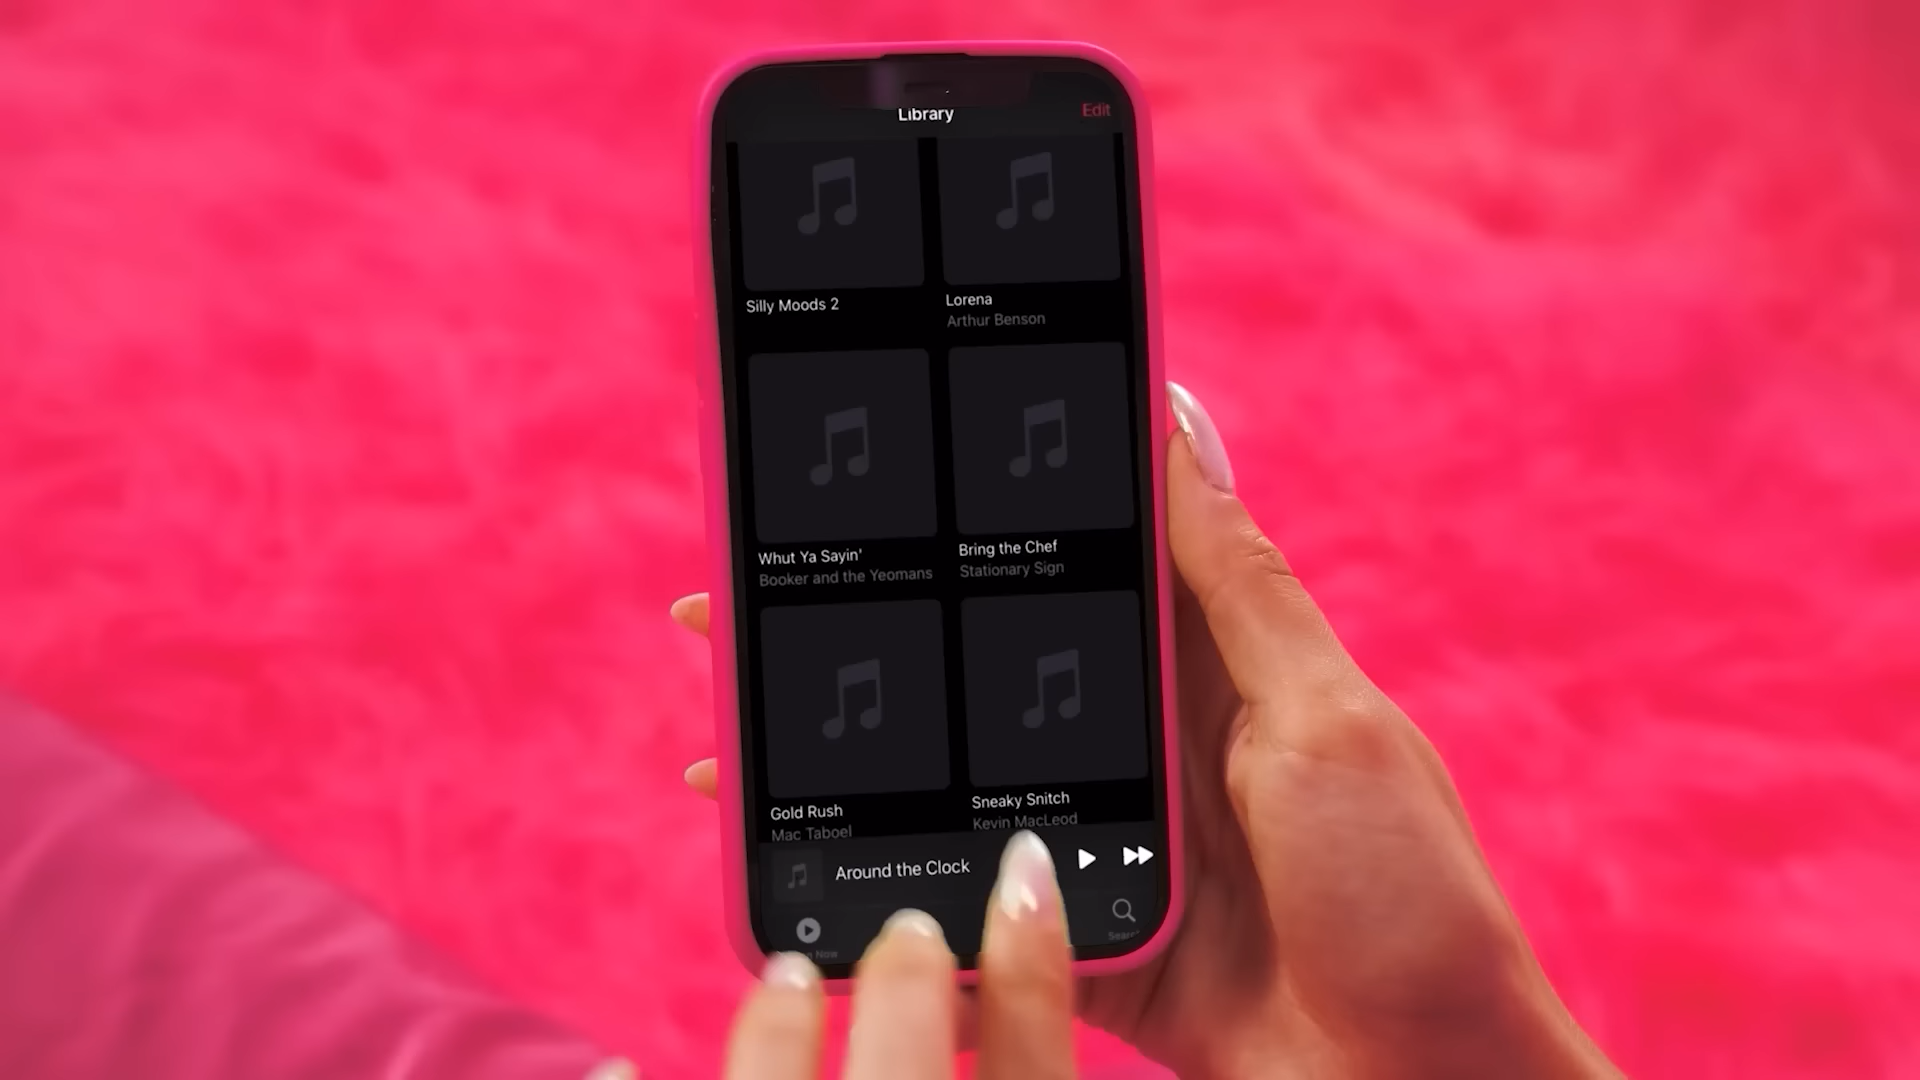 Library
Edit
Silly Moods 2
Lorena
Arthur Benson
Whut Ya Sayin'
Booker and the Yeomans
Bring the Chef
Stationary Sign
Gold Rush
Mac Taboel
Sneaky Snitch
Kevin MacLeod
Around the Clock
Now